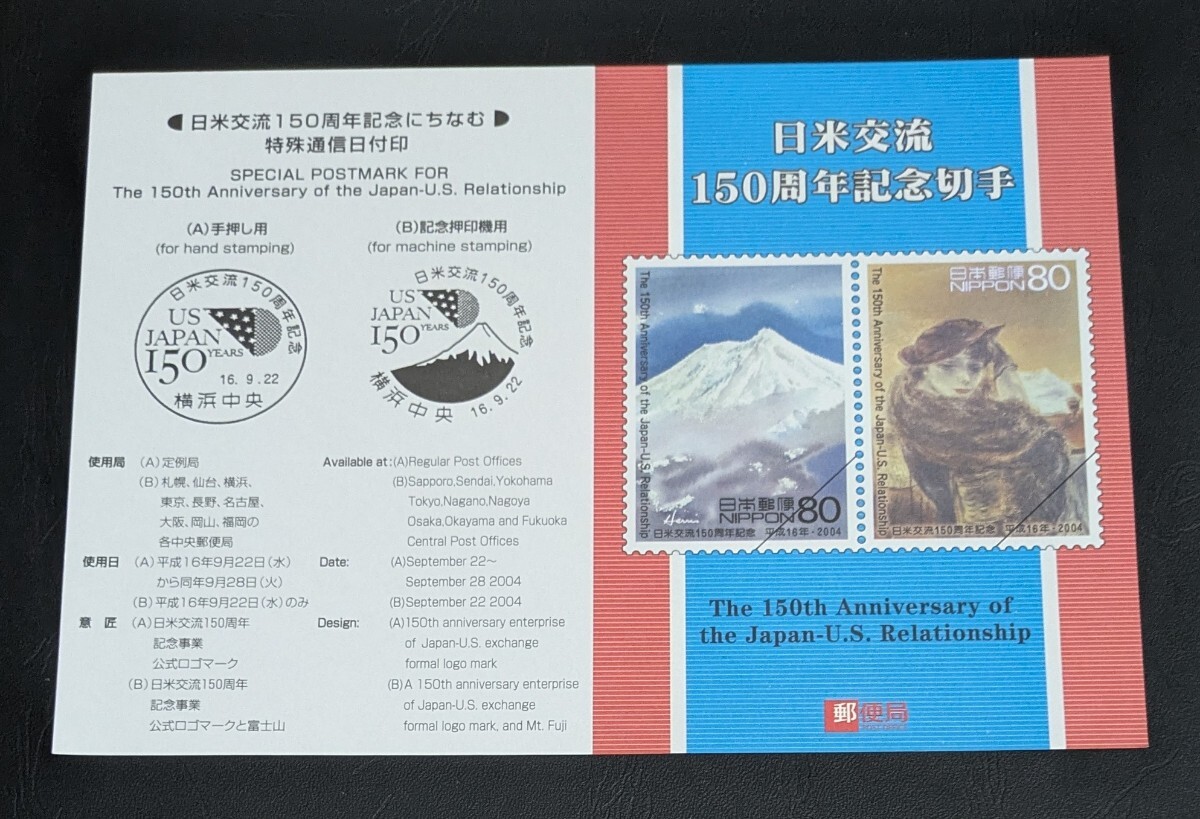 日米交流150周年記念にちなむ
特殊通信日付印
SPECIAL POSTMARK FOR
The 150th Anniversary of the Japan-U.S. Relationship
(A)手押し用
(for hand stamping)
日米交流150周年記念
US
JAPAN
150 YEARS
16.9.22
横浜中央
(B)記念押印機用
(for machine stamping)
日米交流150周年記念
US
JAPAN
150 YEARS
横浜中央
16.9.22
使用局 (A)定例局
(B)札幌、仙台、横浜、
東京、長野、名古屋、
大阪、岡山、福岡の
各中央郵便局
使用日 (A)平成16年9月22日(水)
から同年9月28日(火)
(B)平成16年9月22日(水)のみ
意 匠 (A)日米交流150周年
記念事業
公式ロゴマーク
(B)日米交流150周年
記念事業
公式ロゴマークと富士山
Available at:(A)Regular Post Offices
(B)Sapporo,Sendai,Yokohama
Tokyo,Nagano,Nagoya
Osaka,Okayama and Fukuoka
Central Post Offices
Date: (A)September 22～
September 28 2004
(B)September 22 2004
Design: (A)150th anniversary enterprise
of Japan-U.S. exchange
formal logo mark
(B)A 150th anniversary enterprise
of Japan-U.S. exchange
formal logo mark, and Mt. Fuji
日米交流
150周年記念切手
The 150th Anniversary of the Japan-U.S. Relationship
日本郵便
NIPPON 80
日米交流150周年記念 平成16年・2004
日本郵便
NIPPON 80
The 150th Anniversary of the Japan-U.S. Relationship
日米交流150周年記念 平成16年・2004
The 150th Anniversary of
the Japan-U.S. Relationship
郵便局